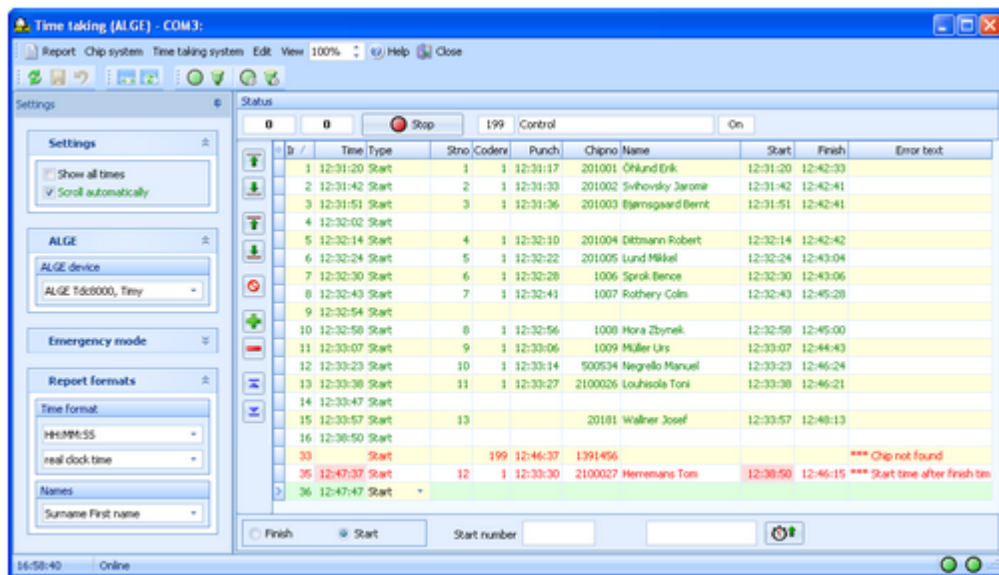 Time taking (ALGE) - COM3:
Report Chip system Time taking system Edit View 100% Help Close
Settings
Status
0 0 Stop 199 Control On
Settings
Show all times
Scroll automatically
ALGE
ALGE device
ALGE Tdc8000, Timy
Emergency mode
Report formats
Time format
HH:MM:SS
real clock time
Names
Surname First name
Time Type Stno Codenr Punch Chipno Name Start Finish Error text
1 12:31:20 Start 1 1 12:31:17 201001 Öhlund Erik 12:31:20 12:42:33
2 12:31:42 Start 2 1 12:31:33 201002 Svihovsky Jaromir 12:31:42 12:42:41
3 12:31:51 Start 3 1 12:31:36 201003 Bjørnsgaard Bernt 12:31:51 12:42:41
4 12:32:02 Start
5 12:32:14 Start 4 1 12:32:10 201004 Dittmann Robert 12:32:14 12:42:42
6 12:32:24 Start 5 1 12:32:22 201005 Lund Mikkel 12:32:24 12:43:04
7 12:32:30 Start 6 1 12:32:28 1006 Sprok Bence 12:32:30 12:43:06
8 12:32:43 Start 7 1 12:32:41 1007 Rothery Colm 12:32:43 12:45:28
9 12:32:54 Start
10 12:32:58 Start 8 1 12:32:56 1008 Hora Zbynek 12:32:58 12:45:00
11 12:33:07 Start 9 1 12:33:06 1009 Müller Urs 12:33:07 12:44:43
12 12:33:23 Start 10 1 12:33:14 500534 Negrello Manuel 12:33:23 12:46:24
13 12:33:38 Start 11 1 12:33:27 2100026 Louhisola Toni 12:33:38 12:46:21
14 12:33:47 Start
15 12:33:57 Start 13 20181 Wallner Josef 12:33:57 12:48:13
16 12:38:50 Start
33 Start 199 12:46:37 1391456 *** Chip not found
35 12:47:37 Start 12 1 12:33:30 2100027 Herremans Tom 12:38:50 12:46:15 *** Start time after finish tim
36 12:47:47 Start
Finish Start Start number
16:58:40 Online